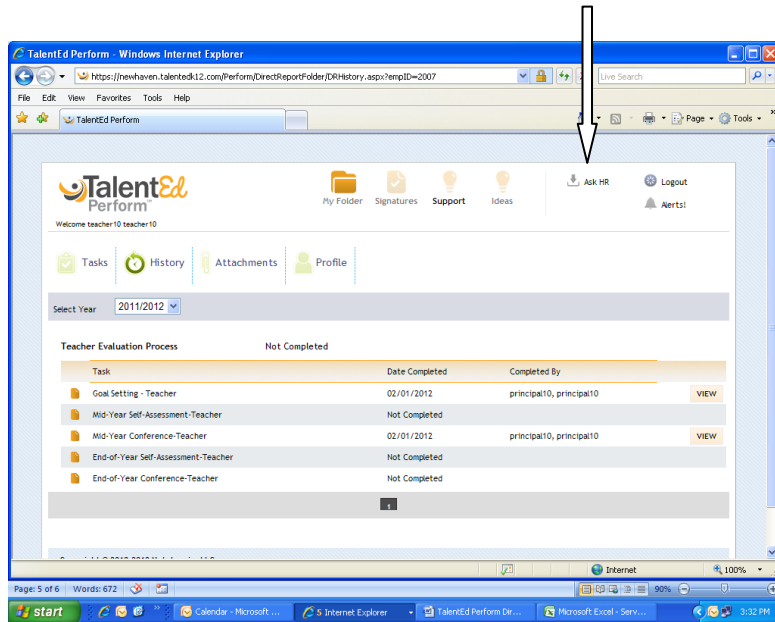 TalentEd Perform - Windows Internet Explorer
https://newhaven.talentedk12.com/Perform/DirectReportFolder/DRHistory.aspx?empID=2007
Live Search
File Edit View Favorites Tools Help
TalentEd Perform
Page Tools
TalentEd
Perform™
My Folder Signatures Support Ideas
Ask HR
Logout
Alerts!
Welcome teacher10 teacher10
Tasks History Attachments Profile
Select Year 2011/2012
Teacher Evaluation Process Not Completed
Task Date Completed Completed By
Goal Setting - Teacher 02/01/2012 principal10, principal10 VIEW
Mid-Year Self-Assessment-Teacher Not Completed
Mid-Year Conference-Teacher 02/01/2012 principal10, principal10 VIEW
End-of-Year Self-Assessment-Teacher Not Completed
End-of-Year Conference-Teacher Not Completed
1
Internet 100%
Page: 5 of 6 Words: 672 90%
start Calendar - Microsoft ... 5 Internet Explorer TalentEd Perform Dir... Microsoft Excel - Serv... 3:32 PM